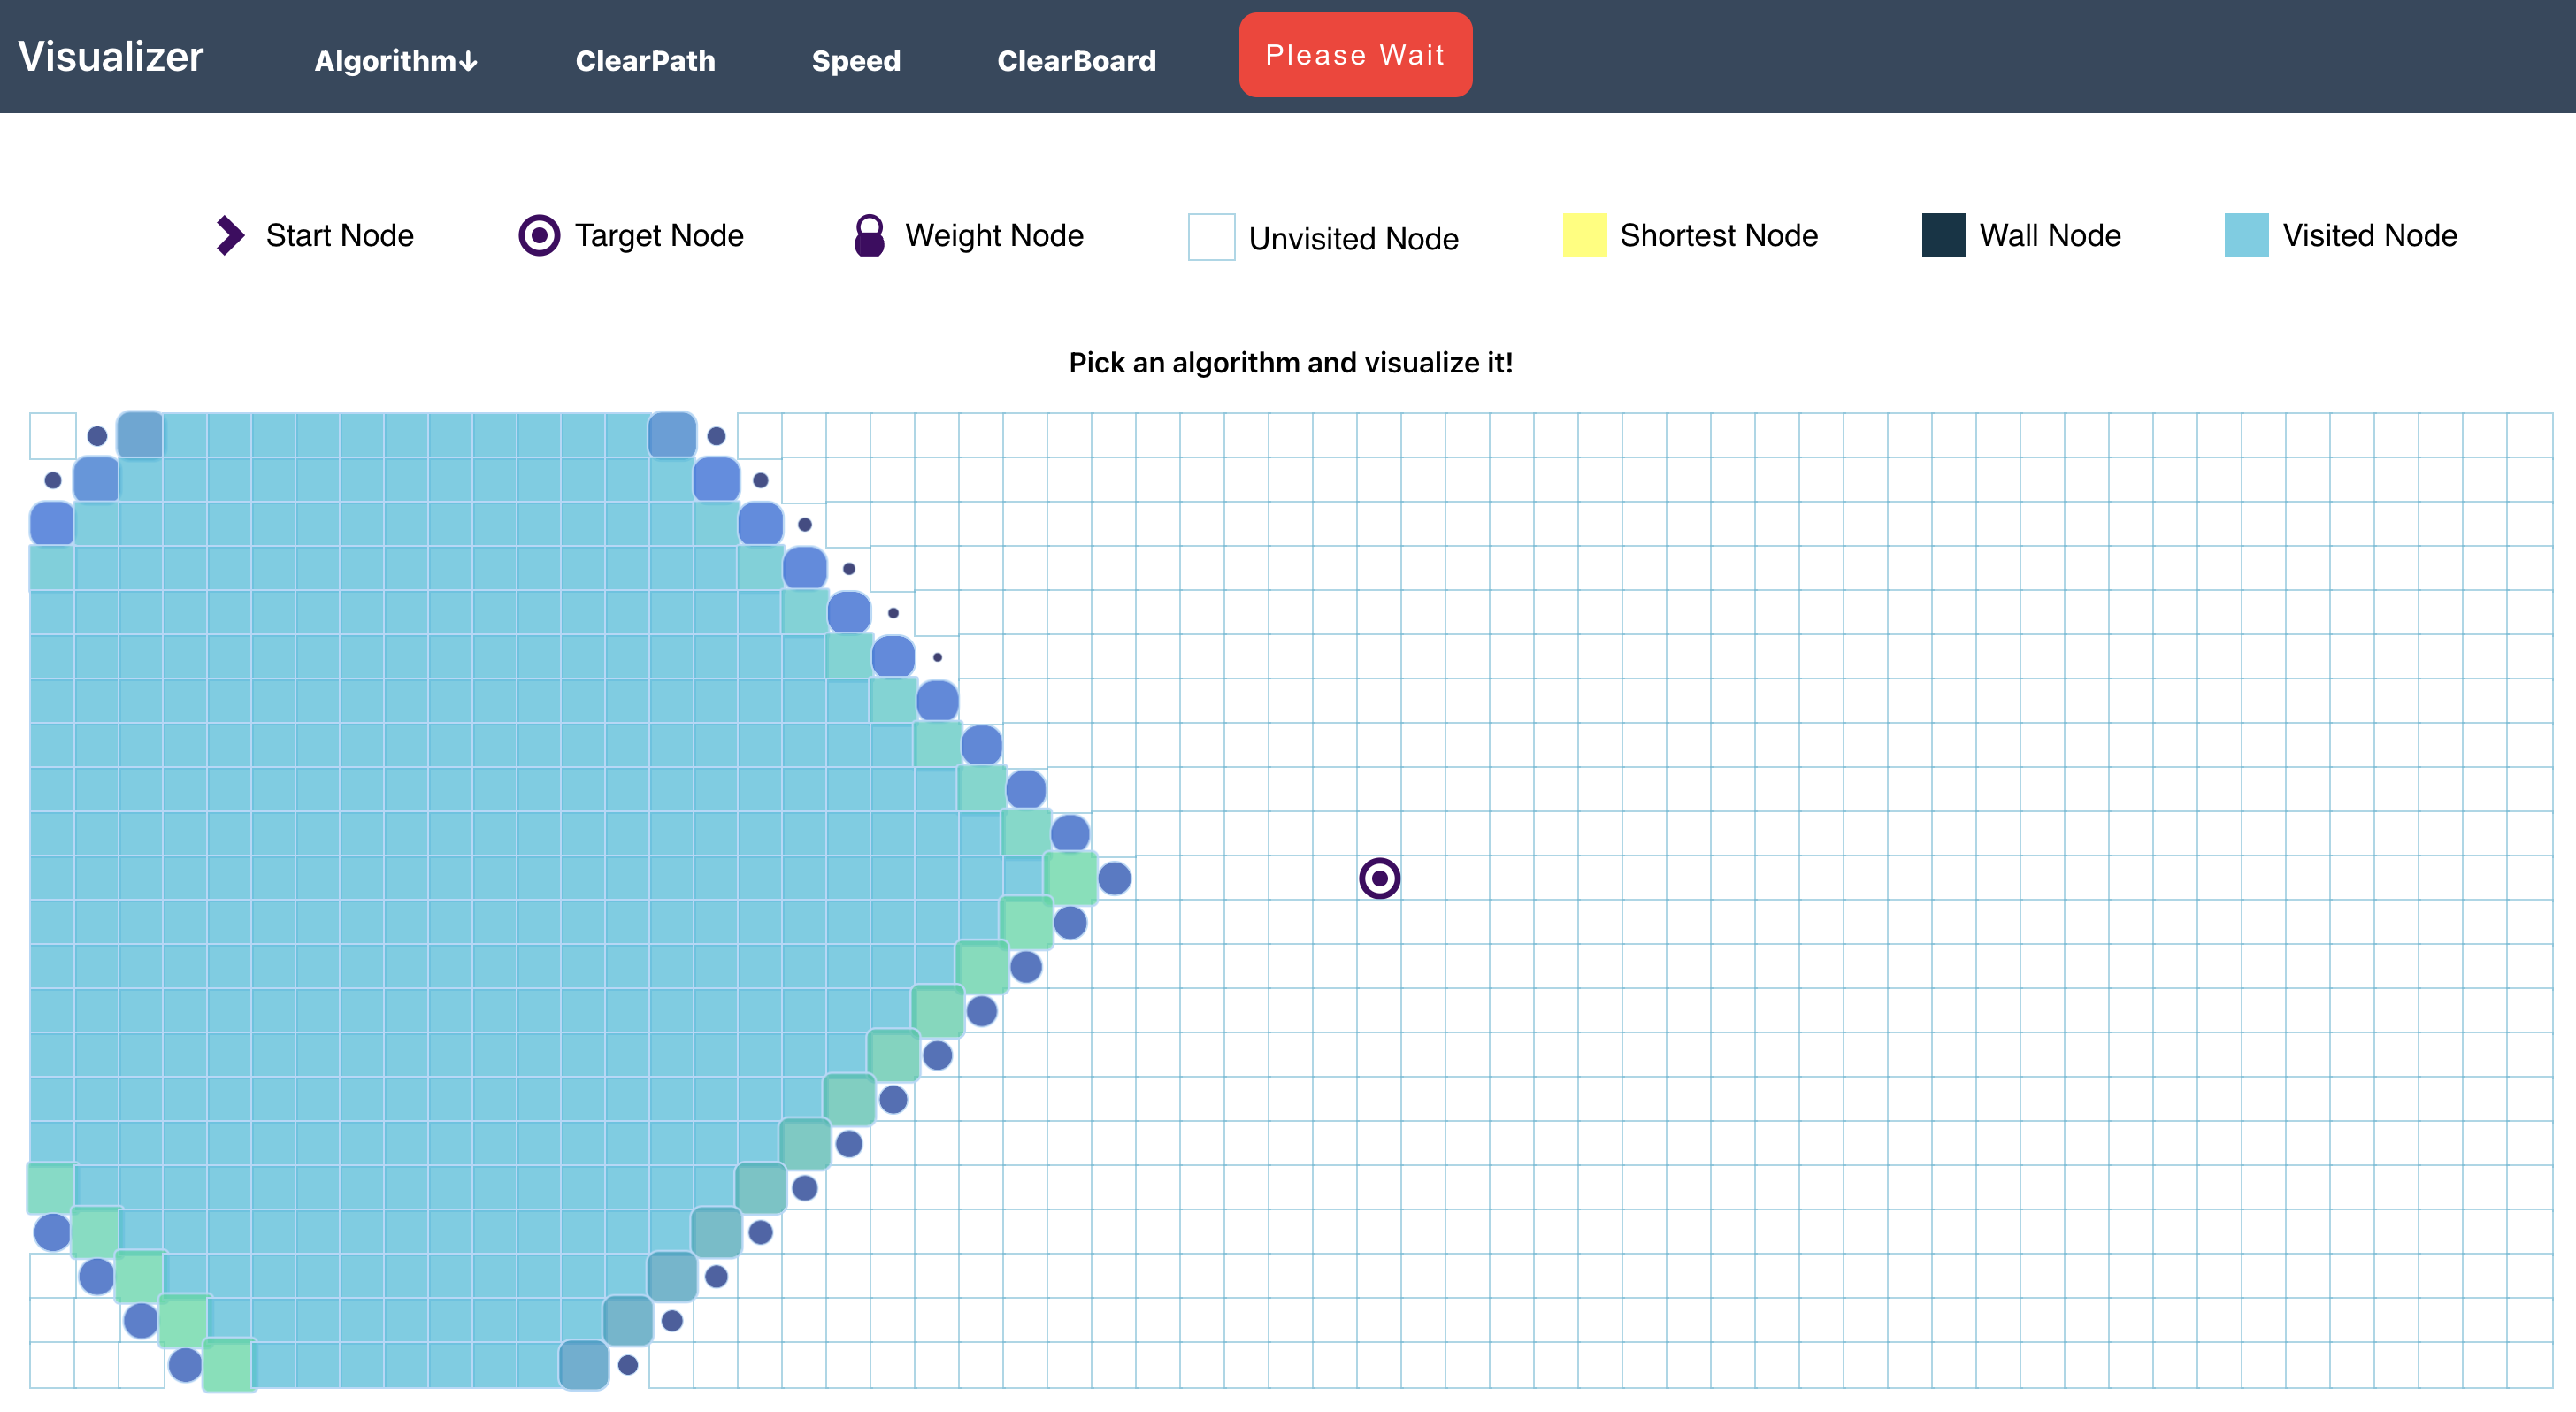 Visualizer Algorithm↓ ClearPath Speed ClearBoard Please Wait
Start Node Target Node Weight Node Unvisited Node Shortest Node Wall Node Visited Node
Pick an algorithm and visualize it!